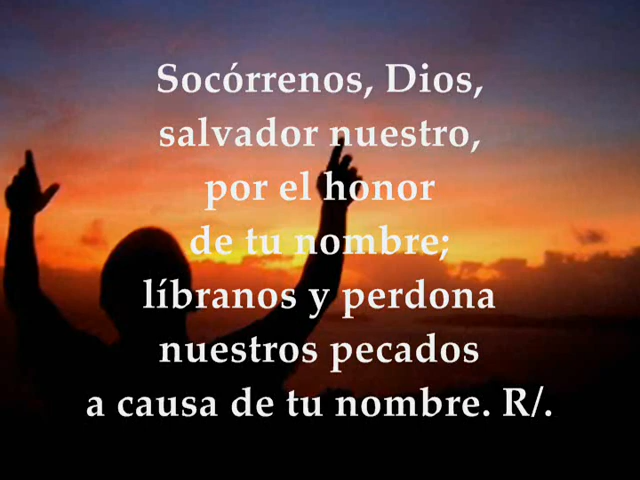 Socórrenos, Dios,
salvador nuestro,
por el honor
de tu nombre;
líbranos y perdona
nuestros pecados
a causa de tu nombre. R/.